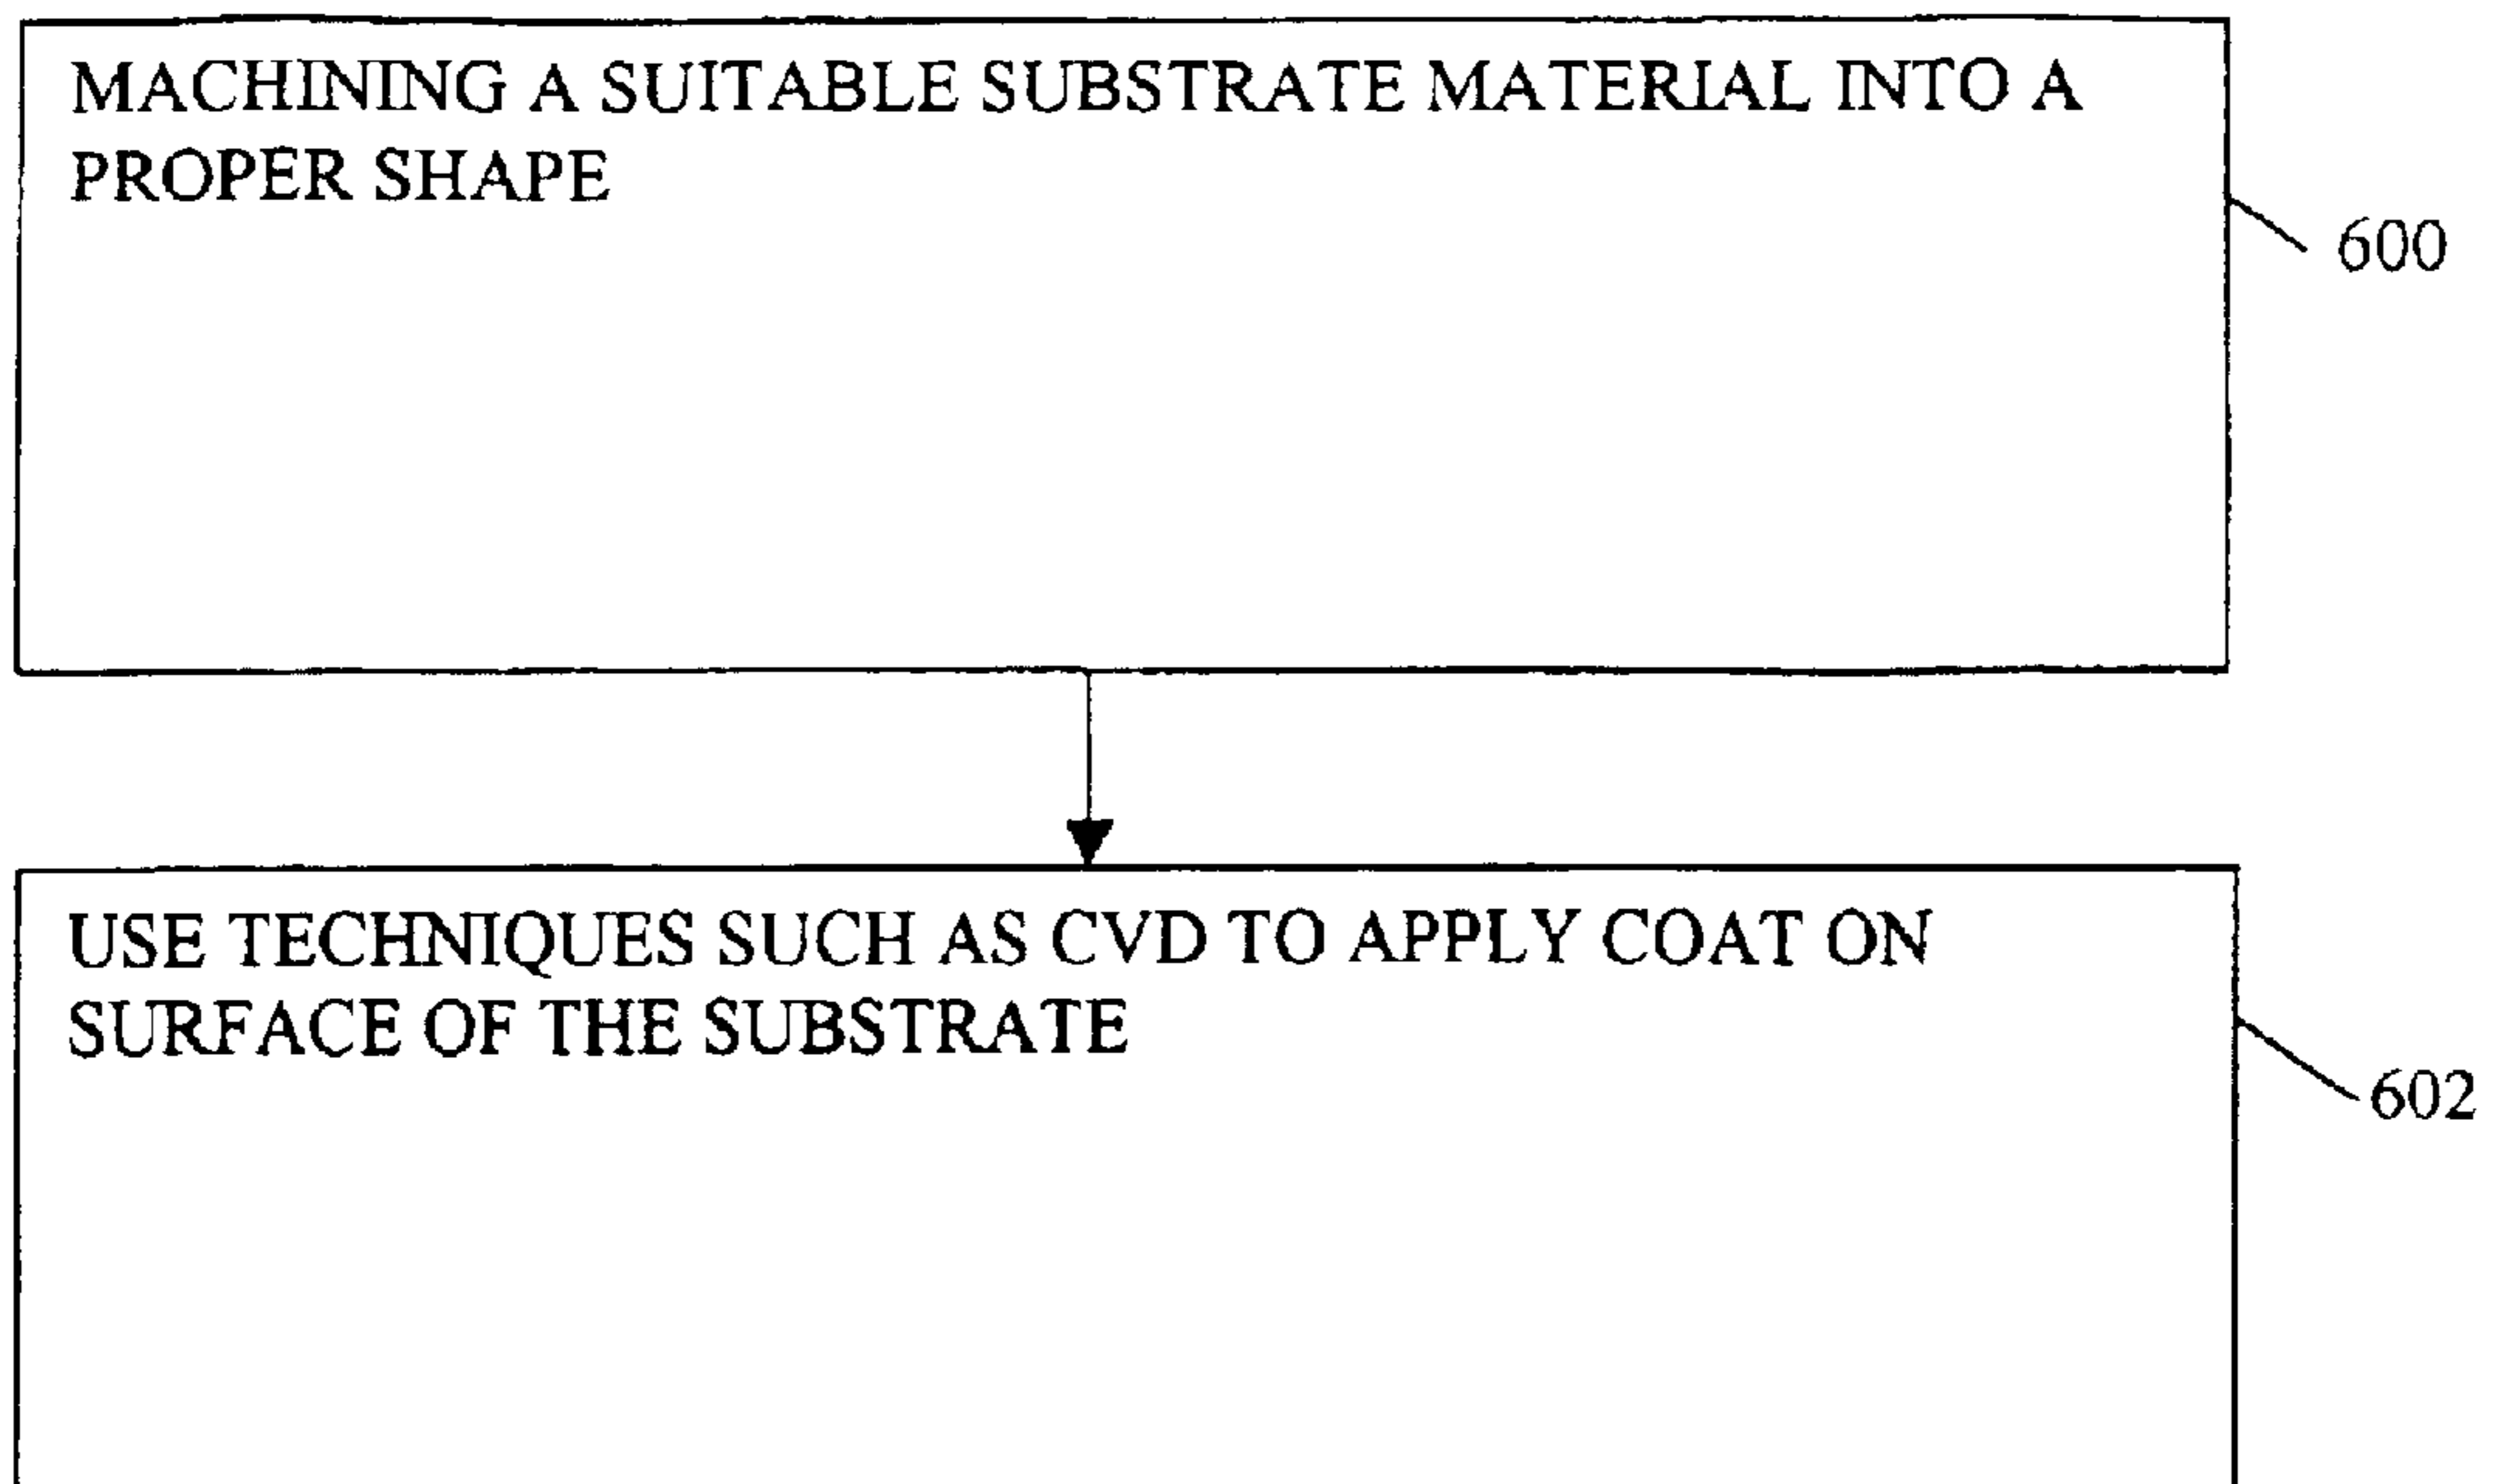 MACHINING A SUITABLE SUBSTRATE MATERIAL INTO A
PROPER SHAPE
600
USE TECHNIQUES SUCH AS CVD TO APPLY COAT ON
SURFACE OF THE SUBSTRATE
602